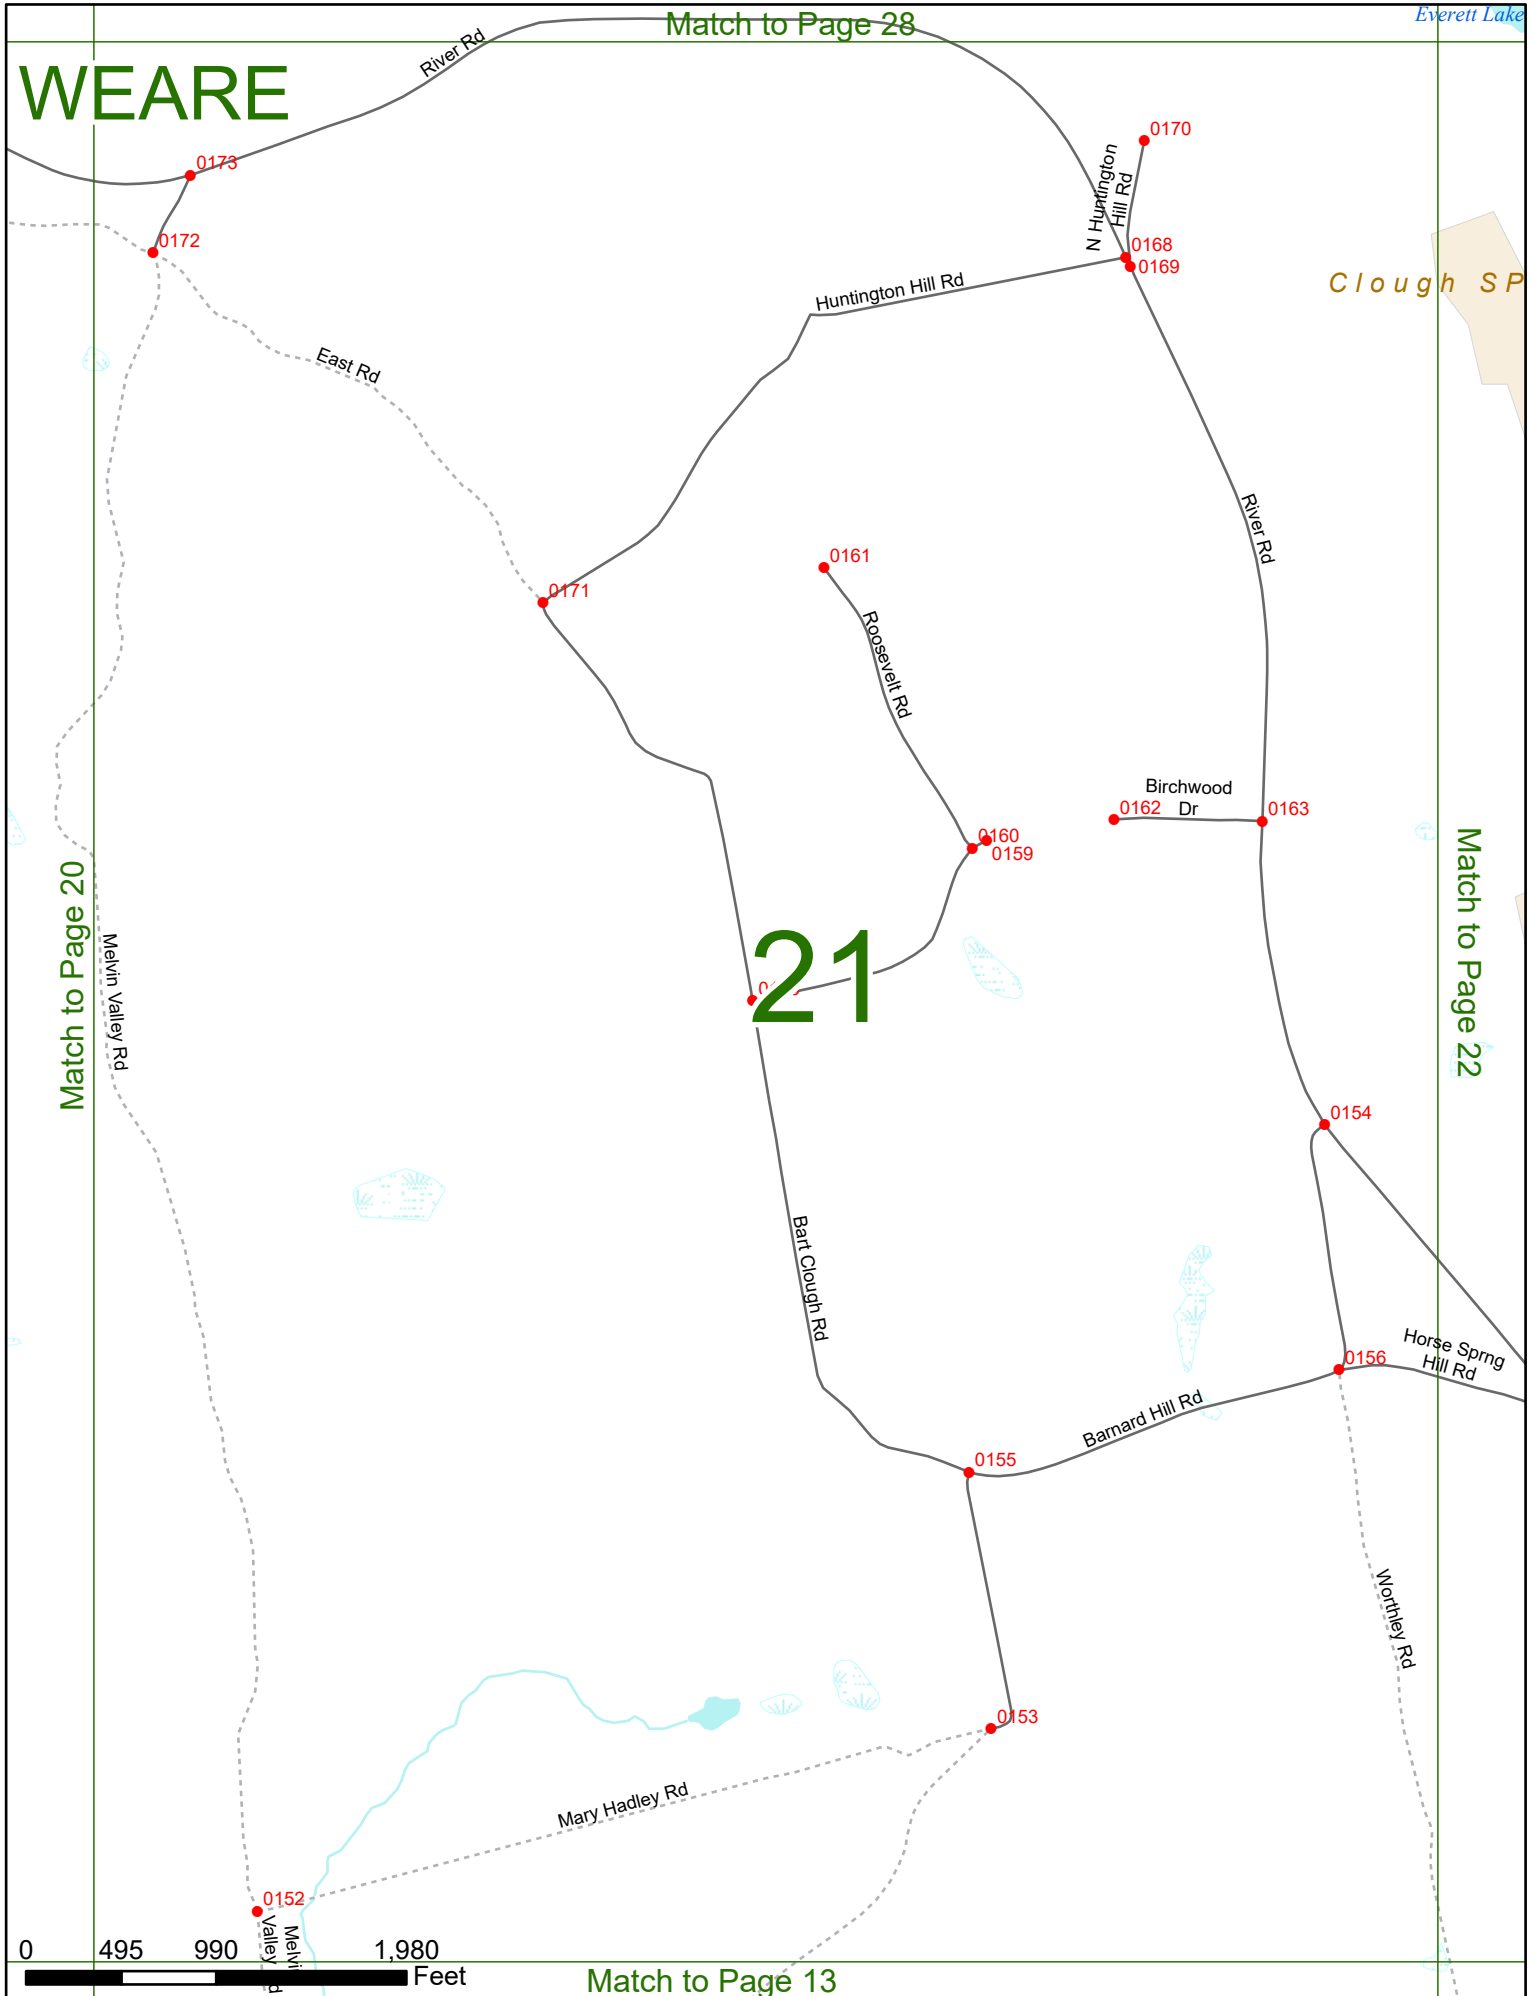 Match to Page 28
Everett Lake
WEARE
River Rd
0173
0170
N Huntington
Hill Rd
0172
0168
0169
Huntington Hill Rd
Clough SP
East Rd
River Rd
0161
0171
Roosevelt Rd
Birchwood
Dr
0162
0163
0160
0159
Match to Page 20
Match to Page 22
Melvin Valley Rd
21
0154
Bart Clough Rd
Horse Sprng
Hill Rd
0156
Barnard Hill Rd
0155
Worthley Rd
0153
Mary Hadley Rd
0152
Valley Rd
0 495 990 1,980
Feet
Match to Page 13